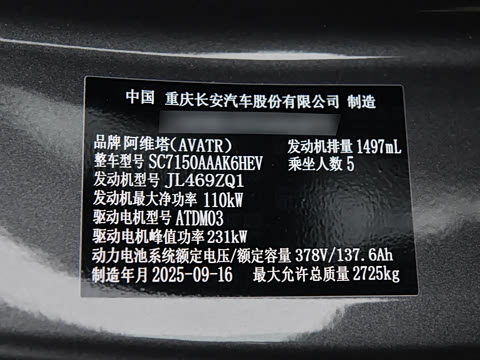 中国 重庆长安汽车股份有限公司 制造
品牌 阿维塔(AVATR) 发动机排量 1497mL
整车型号 SC7150AAAK6HEV 乘坐人数 5
发动机型号 JL469ZQ1
发动机最大净功率 110kW
驱动电机型号 ATDM03
驱动电机峰值功率 231kW
动力电池系统额定电压/额定容量 378V/137.6Ah
制造年月 2025-09-16 最大允许总质量 2725kg